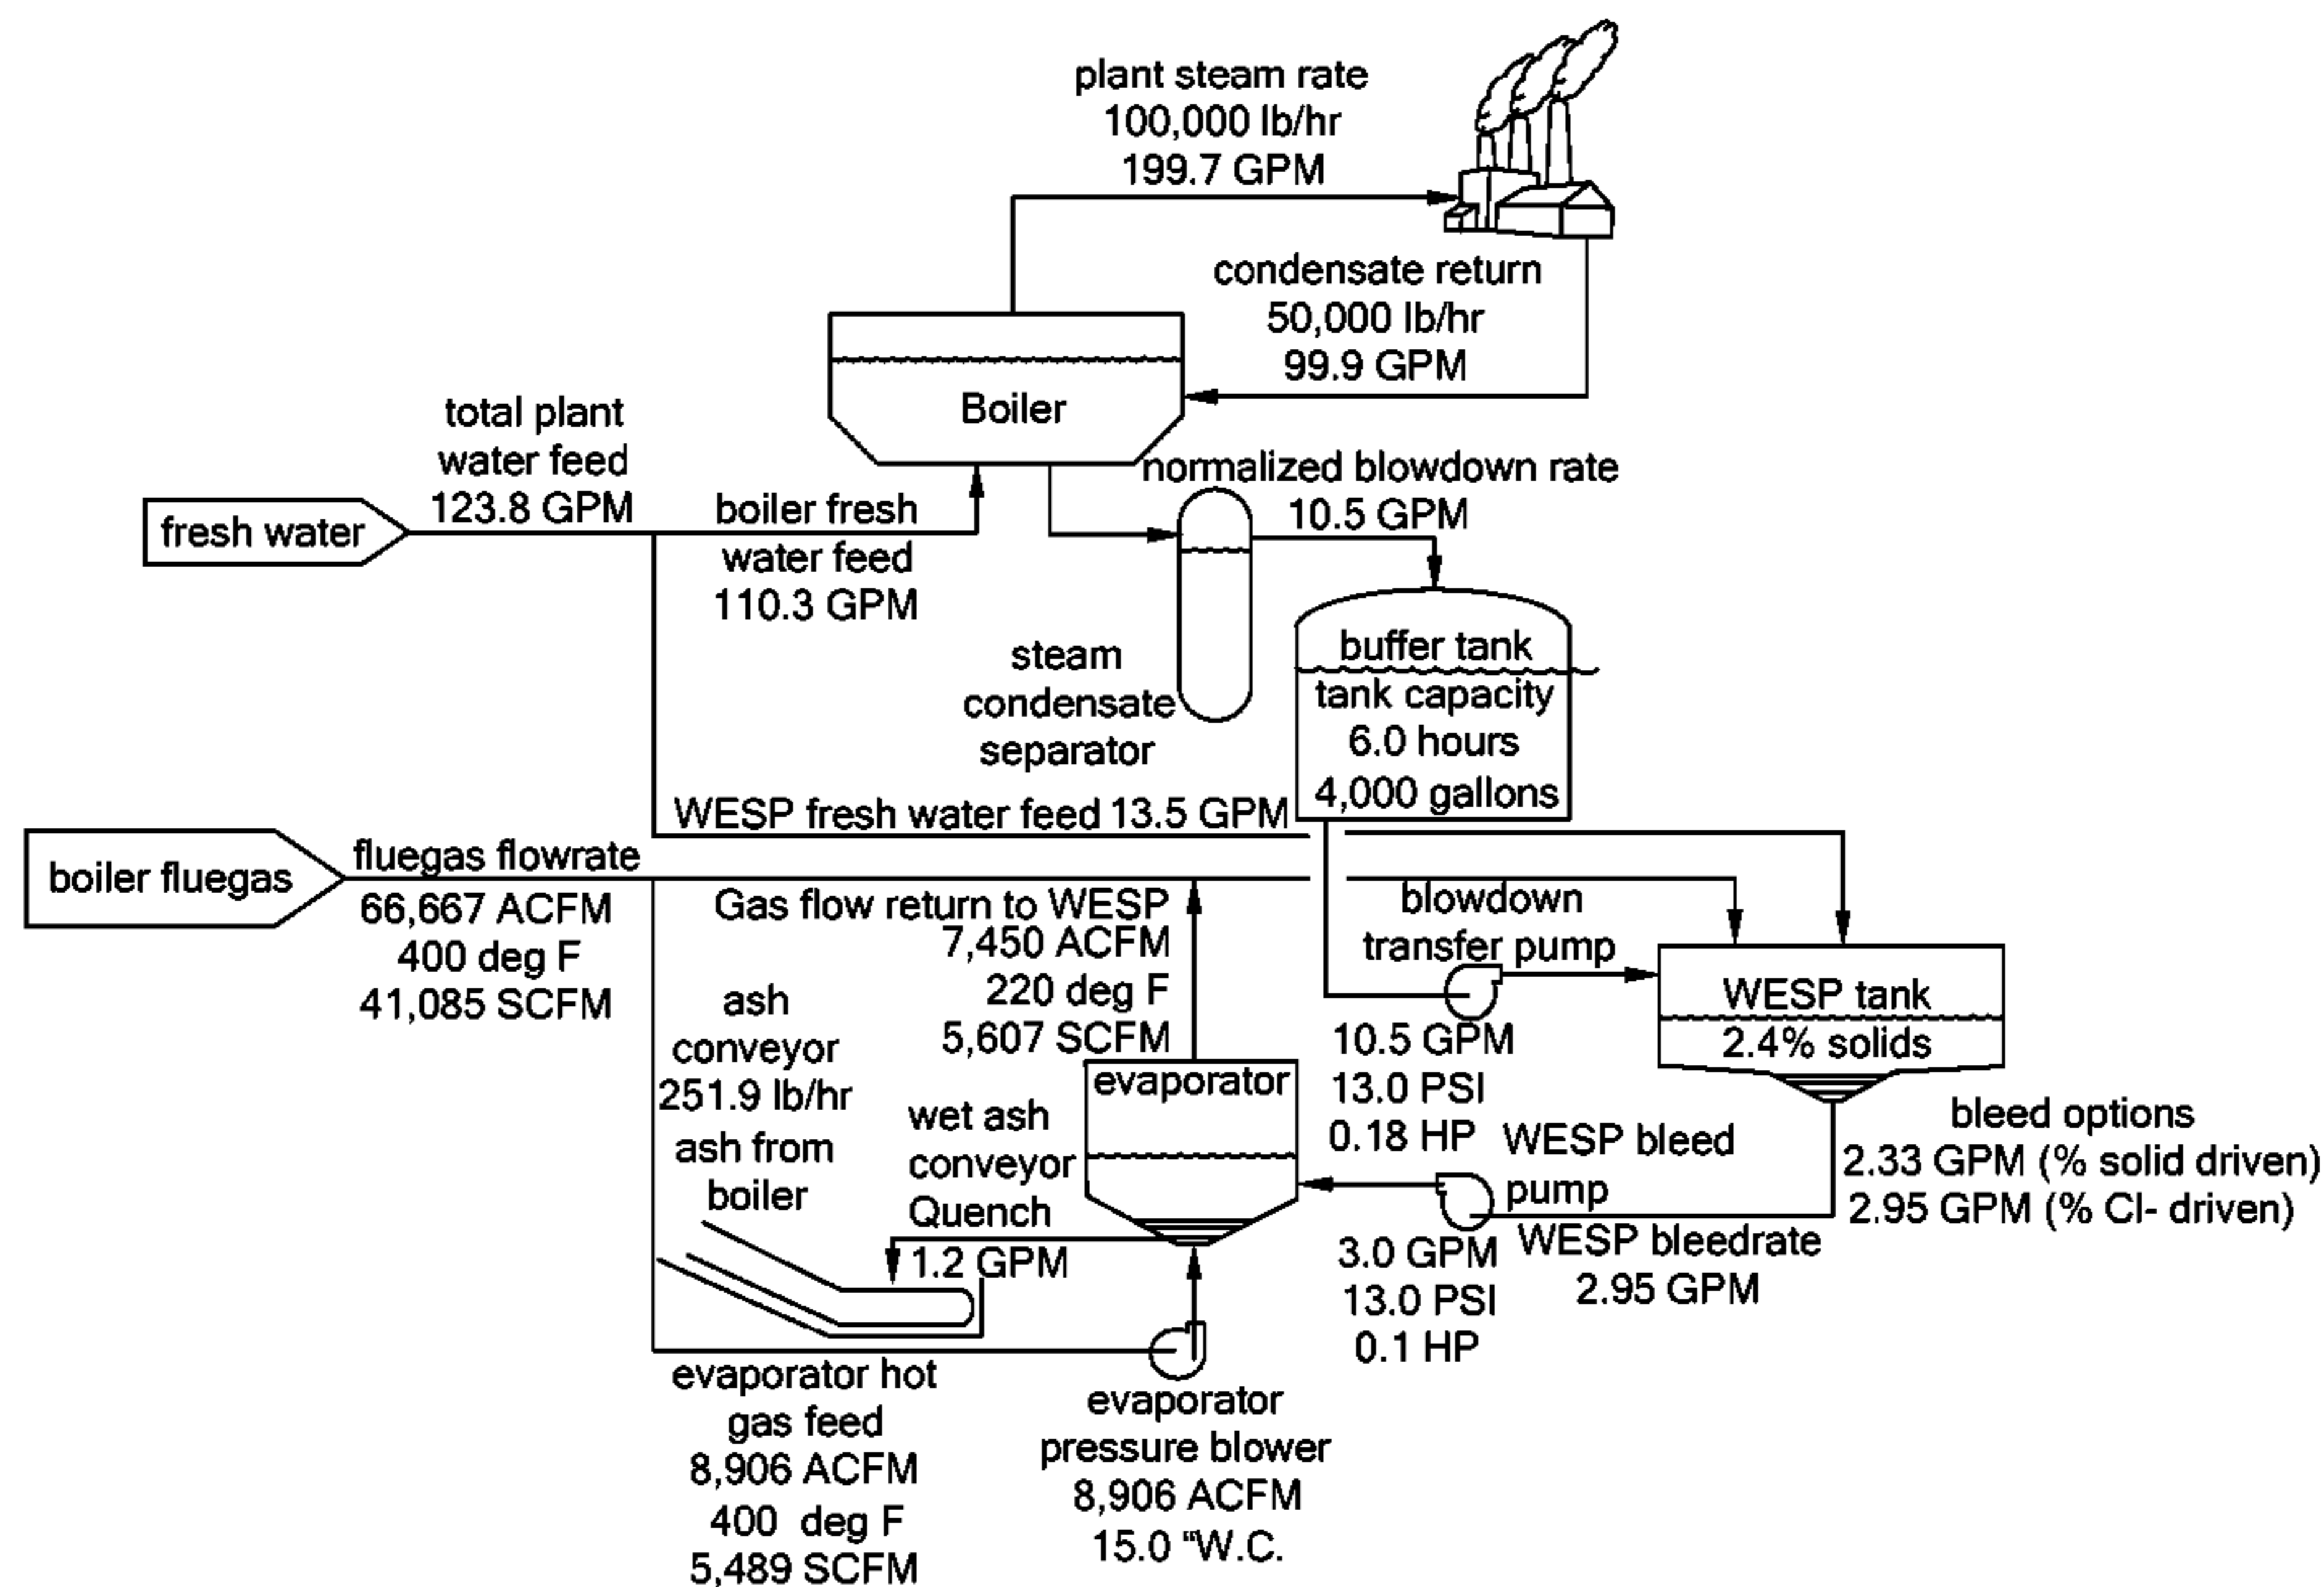 plant steam rate
100,000 lb/hr
199.7 GPM
condensate return
50,000 lb/hr
99.9 GPM
Boiler
total plant
water feed
123.8 GPM
fresh water
boiler fresh
water feed
110.3 GPM
normalized blowdown rate
10.5 GPM
steam
condensate
separator
buffer tank
tank capacity
6.0 hours
4,000 gallons
WESP fresh water feed 13.5 GPM
boiler fluegas
fluegas flowrate
66,667 ACFM
400 deg F
41,085 SCFM
Gas flow return to WESP
7,450 ACFM
220 deg F
5,607 SCFM
blowdown
transfer pump
10.5 GPM
13.0 PSI
0.18 HP
WESP tank
2.4% solids
ash
conveyor
251.9 lb/hr
ash from
boiler
evaporator
wet ash
conveyor
Quench
1.2 GPM
WESP bleed
pump
3.0 GPM
13.0 PSI
0.1 HP
WESP bleedrate
2.95 GPM
bleed options
2.33 GPM (% solid driven)
2.95 GPM (% Cl- driven)
evaporator hot
gas feed
8,906 ACFM
400 deg F
5,489 SCFM
evaporator
pressure blower
8,906 ACFM
15.0 “W.C.